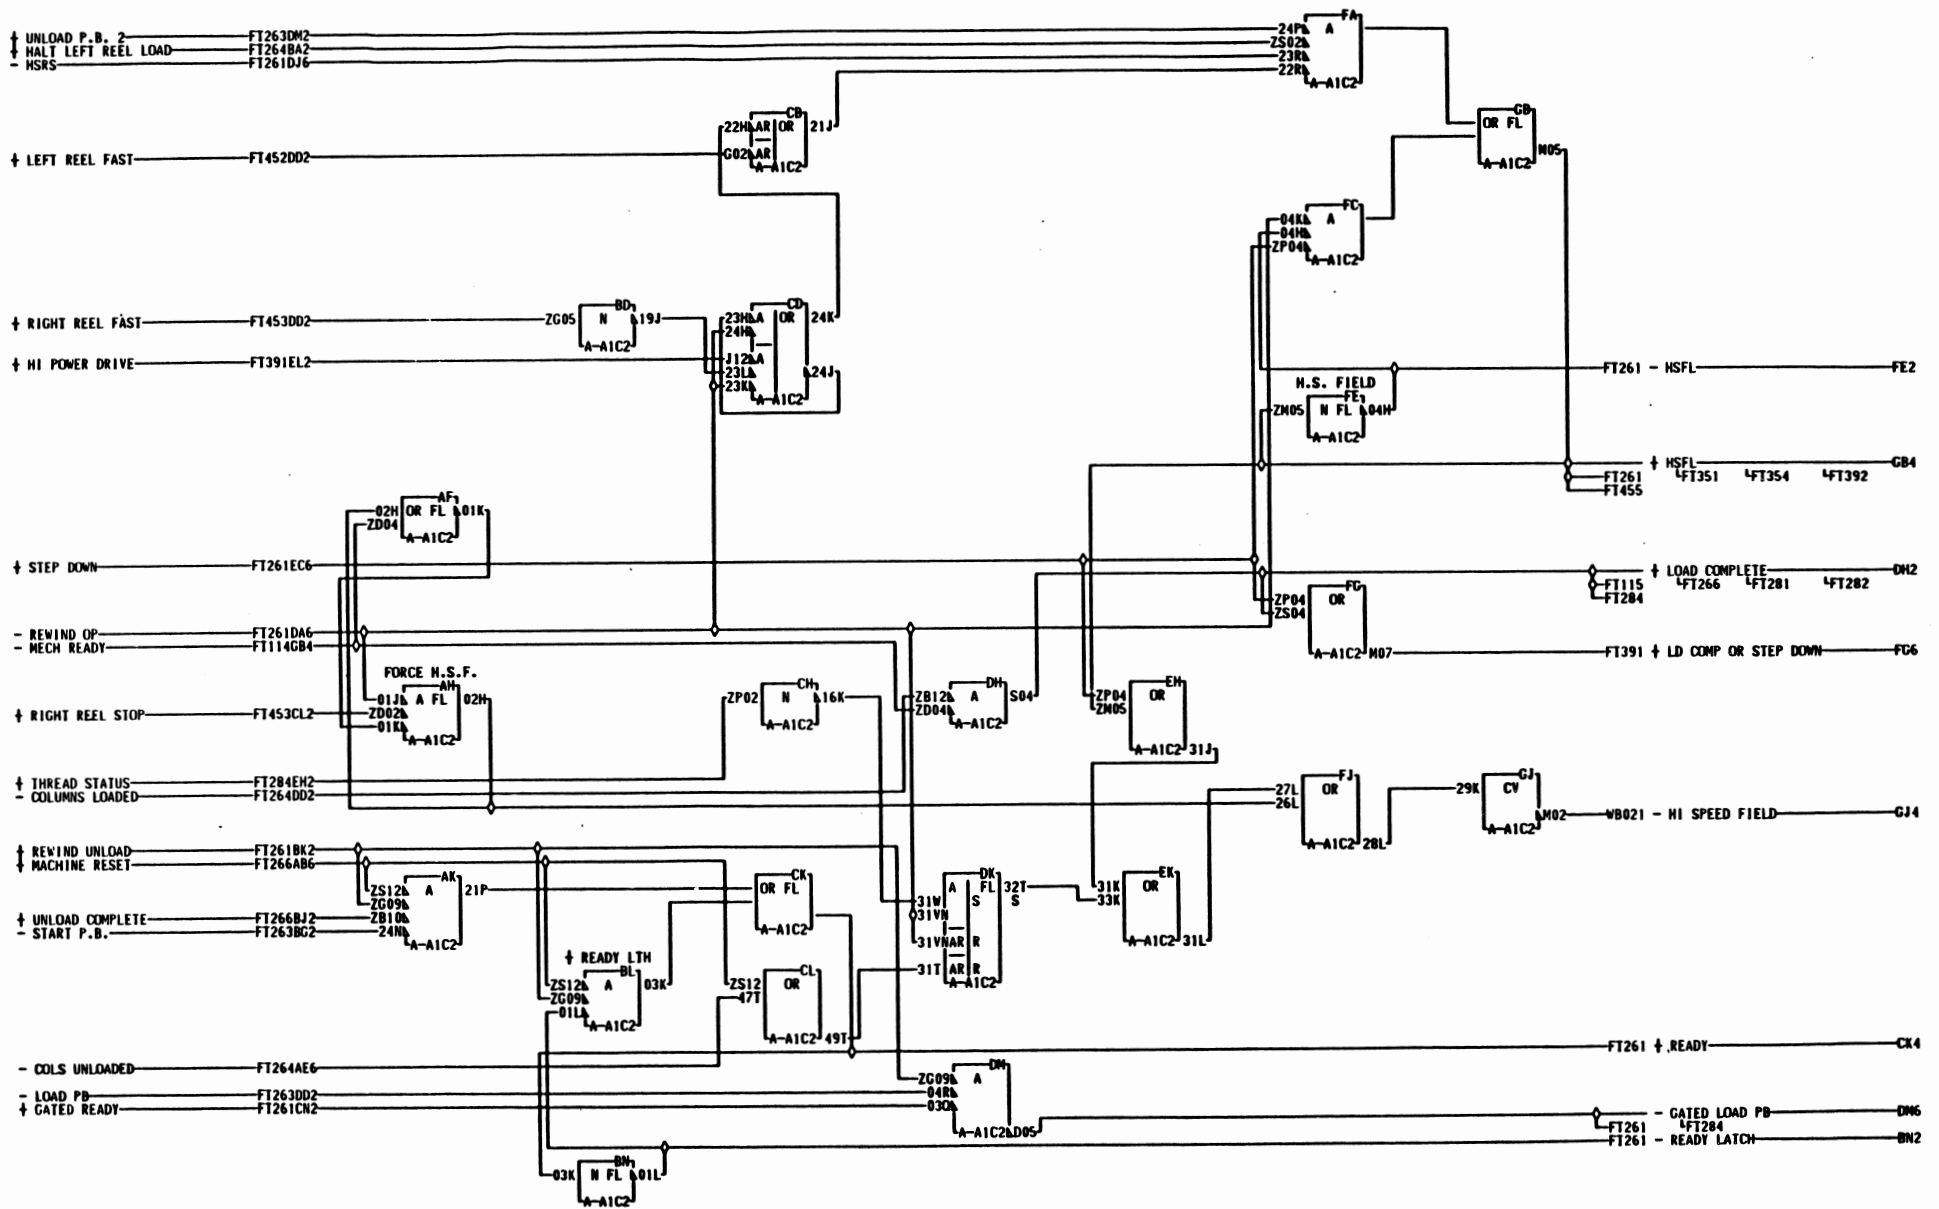 + UNLOAD P.B. 2 FT263DM2
+ HALT LEFT REEL LOAD FT264BA2
- HSRS FT261DJ6
24P A FA
ZS02
23R
22R
A-A1C2
CB
22H AR OR 21J
G02 AR
A-A1C2
GB
OR FL
M05
A-A1C2
+ LEFT REEL FAST FT452DD2
FC
04K A
04H
ZP04
A-A1C2
+ RIGHT REEL FAST FT453DD2
ZG05 N BD 19J
A-A1C2
CD
23H A OR 24K
24H
J12 A
23L 24J
23K
A-A1C2
+ HI POWER DRIVE FT391EL2
FT261 - HSFL FE2
H.S. FIELD
FE
ZM05 N FL 04H
A-A1C2
+ HSFL GB4
FT261 FT351 FT354 FT392
FT455
AF
02H OR FL 01K
ZD04
A-A1C2
+ STEP DOWN FT261EC6
+ LOAD COMPLETE DH2
FT115 FT266 FT281 FT282
FT284
FG
ZP04 OR
ZS04
A-A1C2 M07
FT391 + LD COMP OR STEP DOWN FG6
- REWIND OP FT261DA6
- MECH READY FT114GB4
FORCE H.S.F.
AH
01J A FL 02H
ZD02
01K
A-A1C2
+ RIGHT REEL STOP FT453CL2
CH
ZP02 N 16K
A-A1C2
DH
ZB12 A S04
ZD04
A-A1C2
EH
ZP04 OR
ZM05
A-A1C2 31J
+ THREAD STATUS FT284EH2
- COLUMNS LOADED FT264DD2
FJ
27L OR
26L
A-A1C2 28L
GJ
29K CV
M02
A-A1C2
WB021 - HI SPEED FIELD GJ4
+ REWIND UNLOAD FT261BK2
+ MACHINE RESET FT266AB6
AK
ZS12 A 21P
ZG09
ZB10
24N
A-A1C2
+ UNLOAD COMPLETE FT266BJ2
- START P.B. FT263BG2
CK
OR FL
A-A1C2
DK
A FL 32T
31W S S
31VN
31VN AR R
31T AR R
A-A1C2
EK
31K OR
33K
A-A1C2 31L
+ READY LTH
BL
ZS12 A 03K
ZG09
01L
A-A1C2
CL
ZS12 OR
47T
A-A1C2 49T
FT261 + READY CK4
- COLS UNLOADED FT264AE6
- LOAD PB FT263DD2
+ GATED READY FT261CN2
DM
ZG09 A
04R
03Q
A-A1C2 D05
- GATED LOAD PB DM6
FT261 FT284
FT261 - READY LATCH BN2
BN
03K N FL 01L
A-A1C2